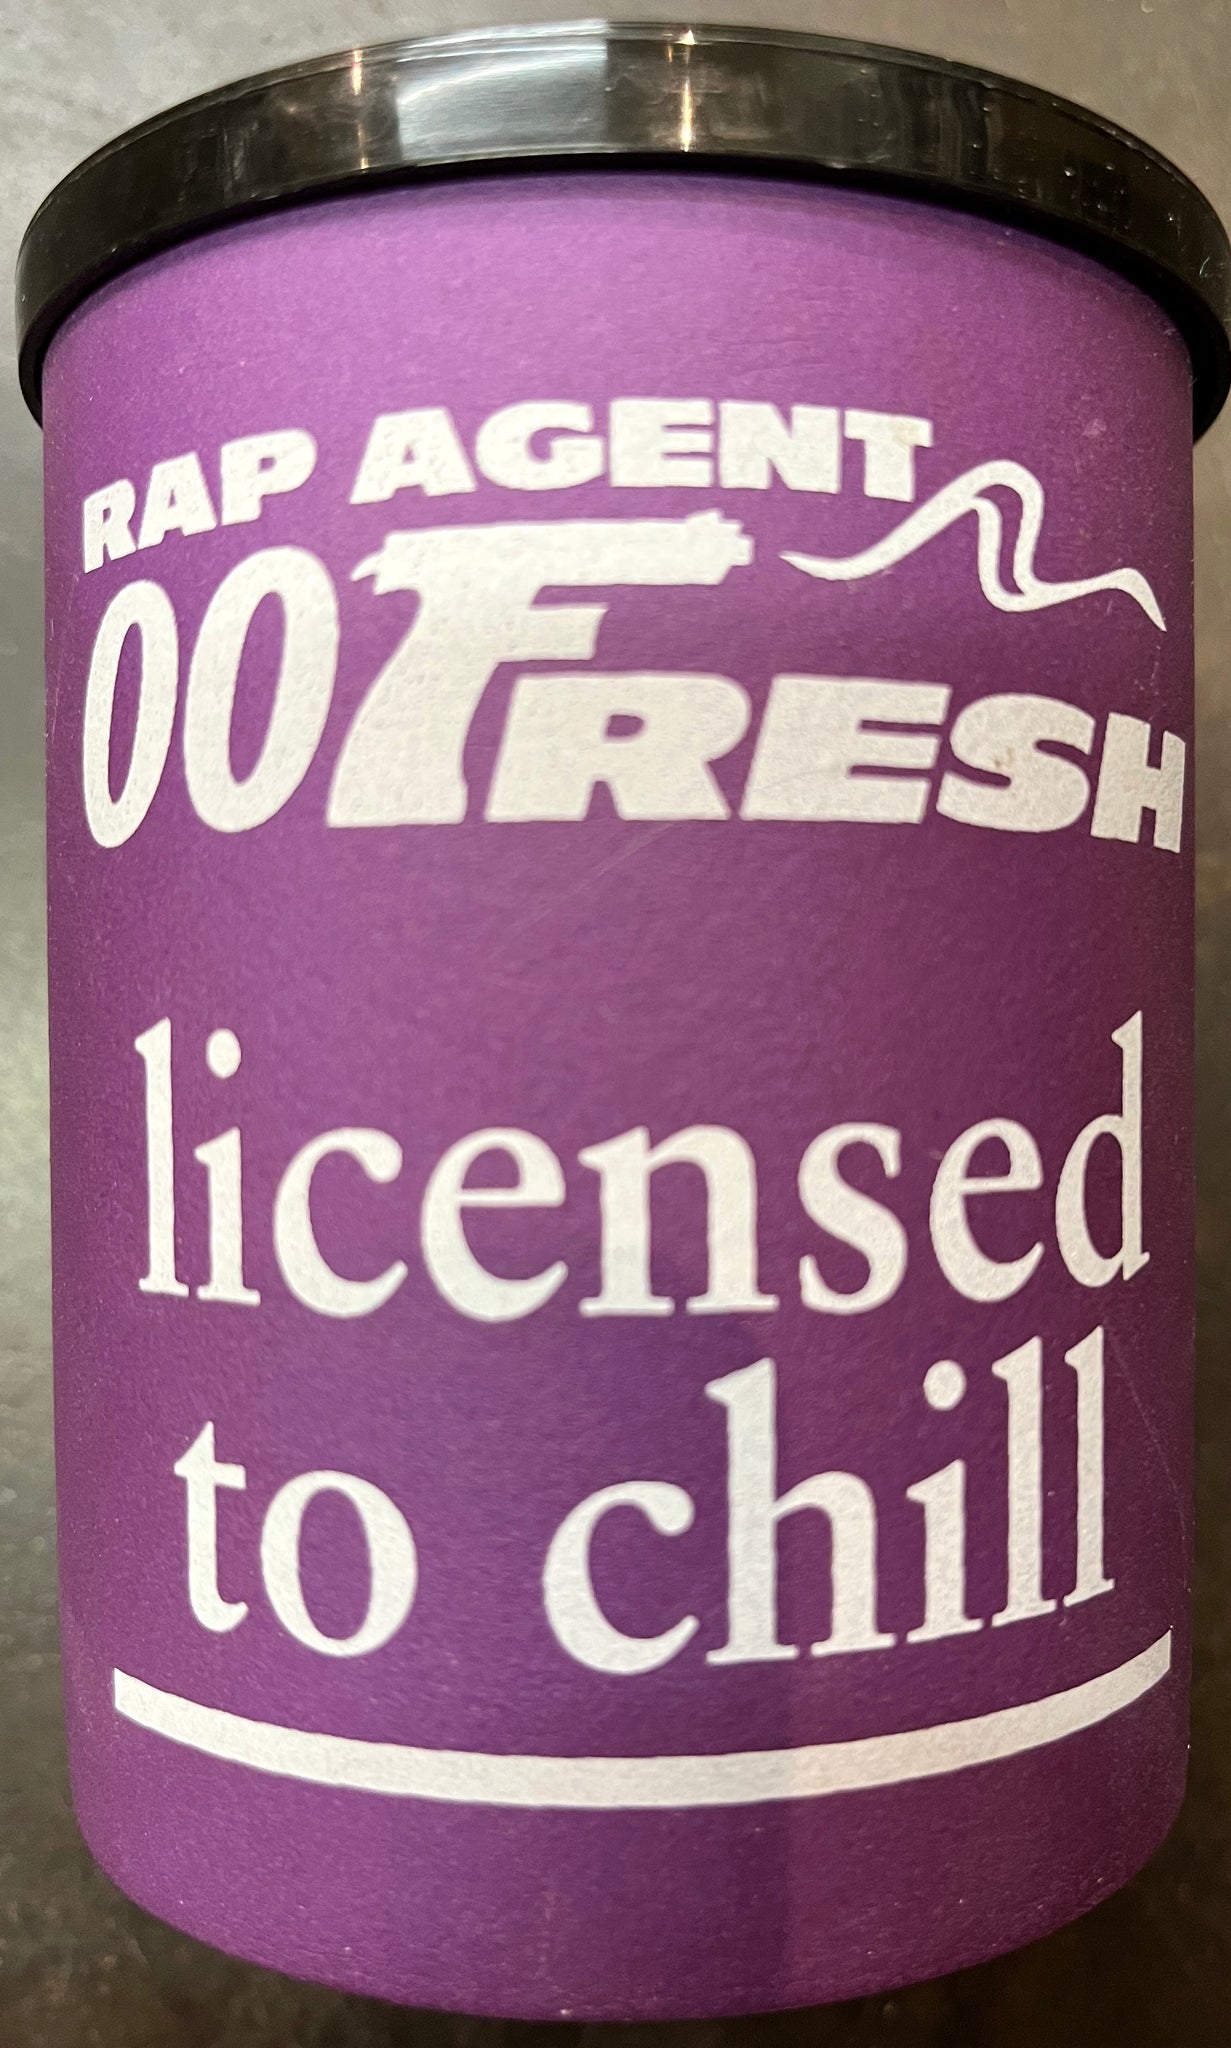 RAP AGENT
00FRESH
licensed
to chill